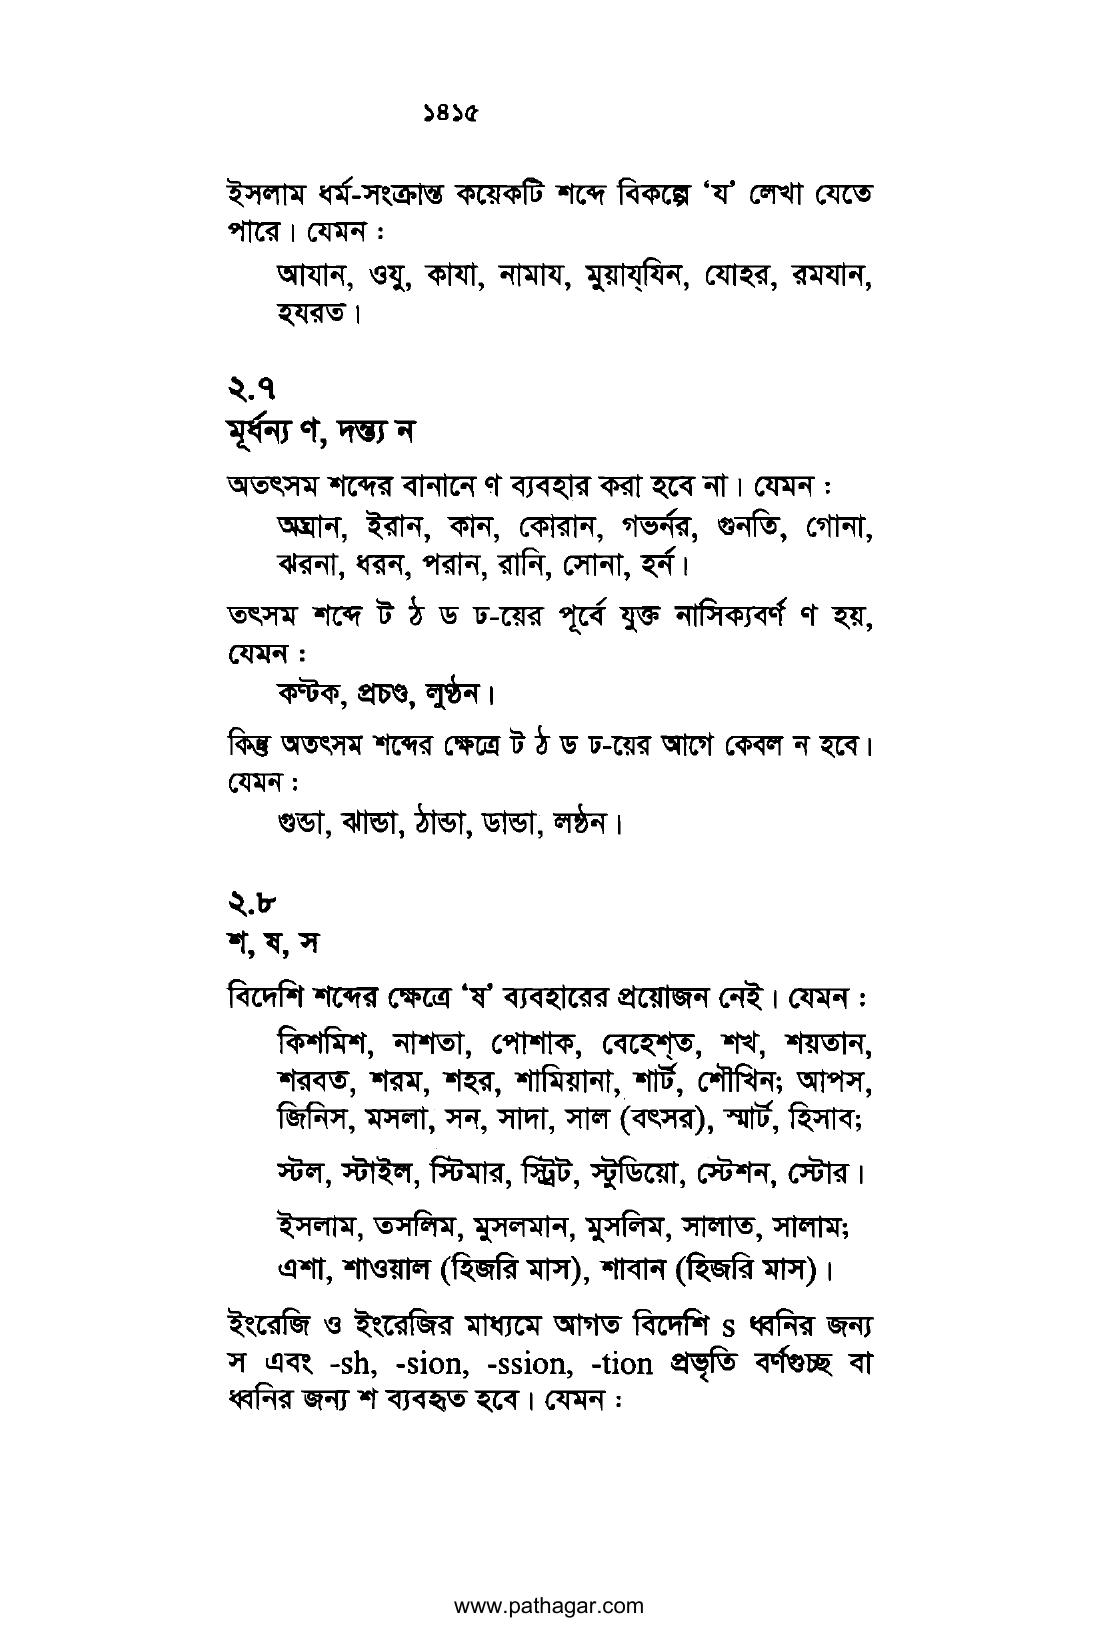 ১৪১৫
ইসলাম ধর্ম-সংক্রান্ত কয়েকটি শব্দে বিকল্পে ‘য’ লেখা যেতে
পারে। যেমন :
আযান, ওযু, কাযা, নামায, মুয়ায্‌যিন, যোহর, রমযান,
হযরত।
২.৭
মূর্ধন্য ণ, দন্ত্য ন
অতৎসম শব্দের বানানে ণ ব্যবহার করা হবে না। যেমন :
অঘ্রান, ইরান, কান, কোরান, গভর্নর, গুনতি, গোনা,
ঝরনা, ধরন, পরান, রানি, সোনা, হর্ন।
তৎসম শব্দে ট ঠ ড ঢ-য়ের পূর্বে যুক্ত নাসিক্যবর্ণ ণ হয়,
যেমন :
কণ্টক, প্রচণ্ড, লুণ্ঠন।
কিন্তু অতৎসম শব্দের ক্ষেত্রে ট ঠ ড ঢ-য়ের আগে কেবল ন হবে।
যেমন :
গুন্ডা, ঝান্ডা, ঠান্ডা, ডান্ডা, লন্ঠন।
২.৮
শ, ষ, স
বিদেশি শব্দের ক্ষেত্রে ‘ষ’ ব্যবহারের প্রয়োজন নেই। যেমন :
কিশমিশ, নাশতা, পোশাক, বেহেশ্‌ত, শখ, শয়তান,
শরবত, শরম, শহর, শামিয়ানা, শার্ট, শৌখিন; আপস,
জিনিস, মসলা, সন, সাদা, সাল (বৎসর), স্মার্ট, হিসাব;
স্টল, স্টাইল, স্টিমার, স্ট্রিট, স্টুডিয়ো, স্টেশন, স্টোর।
ইসলাম, তসলিম, মুসলমান, মুসলিম, সালাত, সালাম;
এশা, শাওয়াল (হিজরি মাস), শাবান (হিজরি মাস)।
ইংরেজি ও ইংরেজির মাধ্যমে আগত বিদেশি s ধ্বনির জন্য
স এবং -sh, -sion, -ssion, -tion প্রভৃতি বর্ণগুচ্ছ বা
ধ্বনির জন্য শ ব্যবহৃত হবে। যেমন :
www.pathagar.com